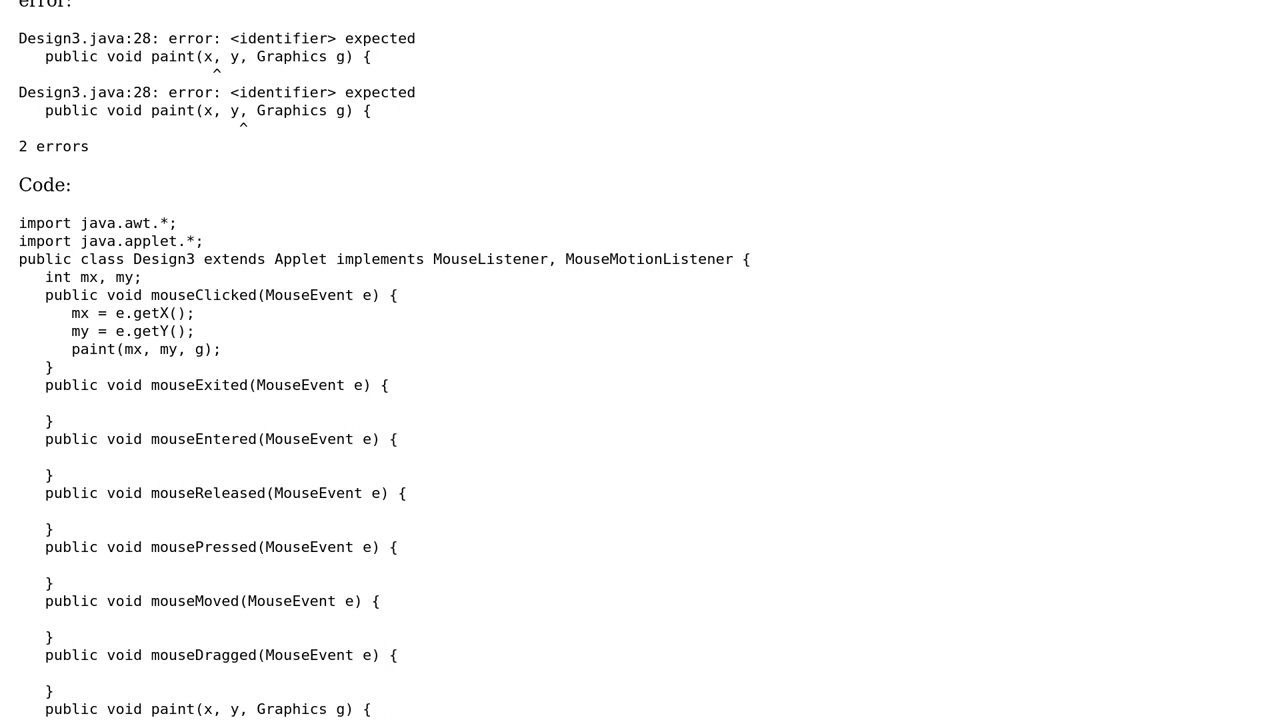 error:
Design3.java:28: error: <identifier> expected
   public void paint(x, y, Graphics g) {
                      ^
Design3.java:28: error: <identifier> expected
   public void paint(x, y, Graphics g) {
                         ^
2 errors
Code:
import java.awt.*;
import java.applet.*;
public class Design3 extends Applet implements MouseListener, MouseMotionListener {
   int mx, my;
   public void mouseClicked(MouseEvent e) {
      mx = e.getX();
      my = e.getY();
      paint(mx, my, g);
   }
   public void mouseExited(MouseEvent e) {

   }
   public void mouseEntered(MouseEvent e) {

   }
   public void mouseReleased(MouseEvent e) {

   }
   public void mousePressed(MouseEvent e) {

   }
   public void mouseMoved(MouseEvent e) {

   }
   public void mouseDragged(MouseEvent e) {

   }
   public void paint(x, y, Graphics g) {